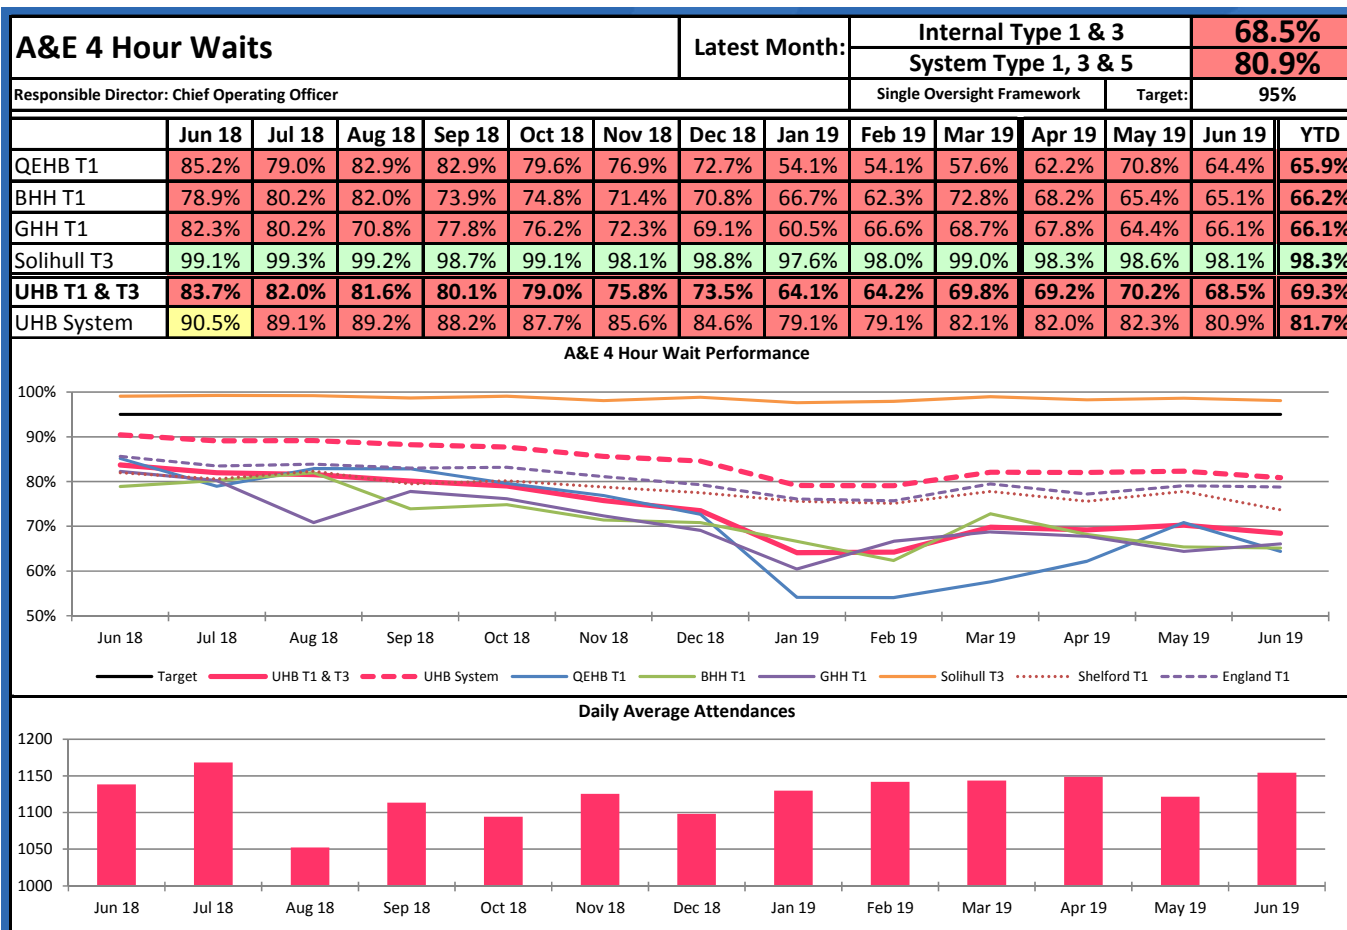 A&E 4 Hour Waits
Latest Month:
Internal Type 1 & 3 68.5%
System Type 1, 3 & 5 80.9%
Responsible Director: Chief Operating Officer Single Oversight Framework Target: 95%
Jun 18 Jul 18 Aug 18 Sep 18 Oct 18 Nov 18 Dec 18 Jan 19 Feb 19 Mar 19 Apr 19 May 19 Jun 19 YTD
QEHB T1 85.2% 79.0% 82.9% 82.9% 79.6% 76.9% 72.7% 54.1% 54.1% 57.6% 62.2% 70.8% 64.4% 65.9%
BHH T1 78.9% 80.2% 82.0% 73.9% 74.8% 71.4% 70.8% 66.7% 62.3% 72.8% 68.2% 65.4% 65.1% 66.2%
GHH T1 82.3% 80.2% 70.8% 77.8% 76.2% 72.3% 69.1% 60.5% 66.6% 68.7% 67.8% 64.4% 66.1% 66.1%
Solihull T3 99.1% 99.3% 99.2% 98.7% 99.1% 98.1% 98.8% 97.6% 98.0% 99.0% 98.3% 98.6% 98.1% 98.3%
UHB T1 & T3 83.7% 82.0% 81.6% 80.1% 79.0% 75.8% 73.5% 64.1% 64.2% 69.8% 69.2% 70.2% 68.5% 69.3%
UHB System 90.5% 89.1% 89.2% 88.2% 87.7% 85.6% 84.6% 79.1% 79.1% 82.1% 82.0% 82.3% 80.9% 81.7%
A&E 4 Hour Wait Performance
100%
90%
80%
70%
60%
50%
Jun 18 Jul 18 Aug 18 Sep 18 Oct 18 Nov 18 Dec 18 Jan 19 Feb 19 Mar 19 Apr 19 May 19 Jun 19
Target UHB T1 & T3 UHB System QEHB T1 BHH T1 GHH T1 Solihull T3 Shelford T1 England T1
Daily Average Attendances
1200
1150
1100
1050
1000
Jun 18 Jul 18 Aug 18 Sep 18 Oct 18 Nov 18 Dec 18 Jan 19 Feb 19 Mar 19 Apr 19 May 19 Jun 19